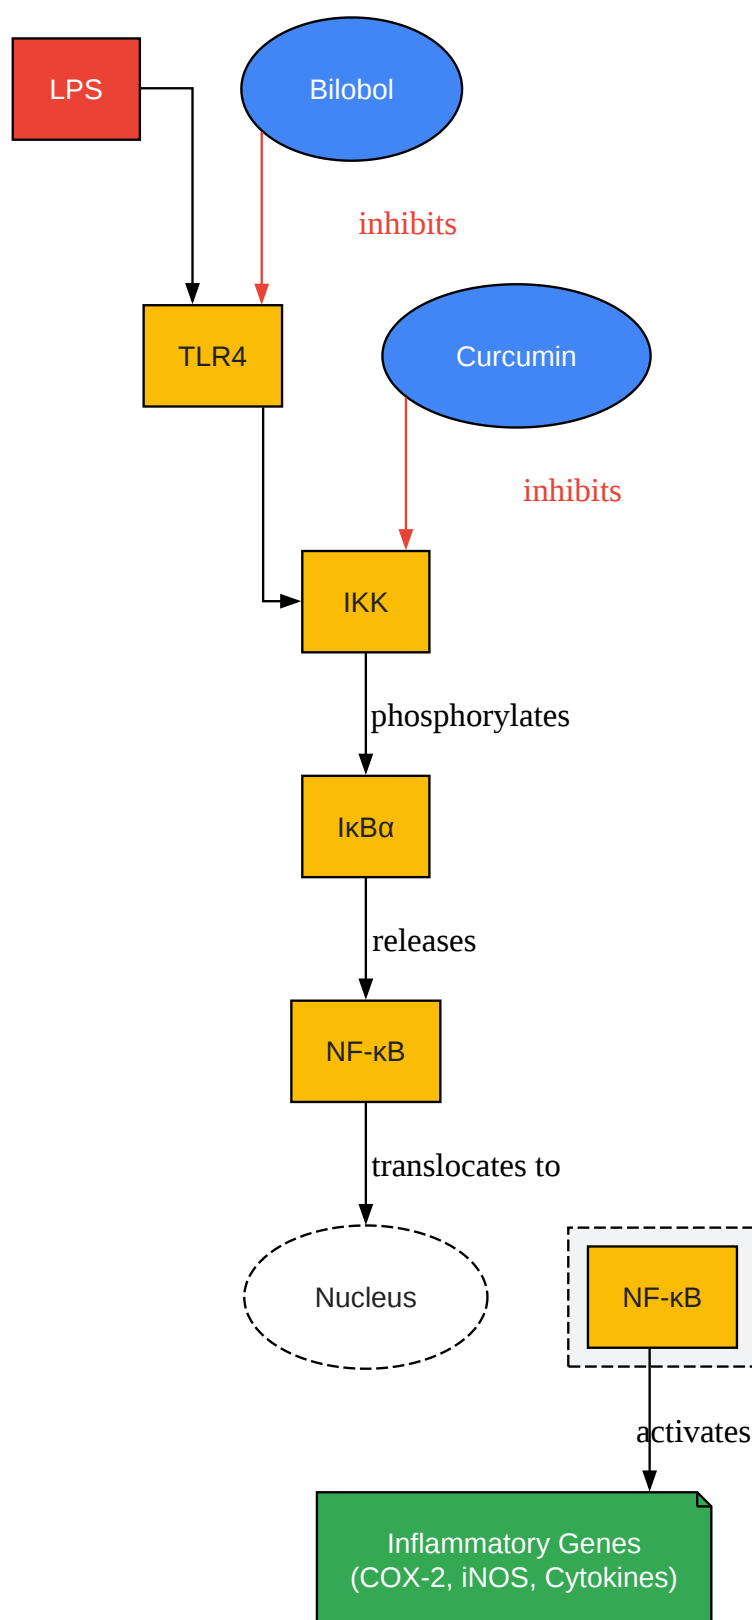 LPS
Bilobol
inhibits
TLR4
Curcumin
inhibits
IKK
phosphorylates
IκBα
releases
NF-κB
translocates to
Nucleus
NF-κB
activates
Inflammatory Genes
(COX-2, iNOS, Cytokines)